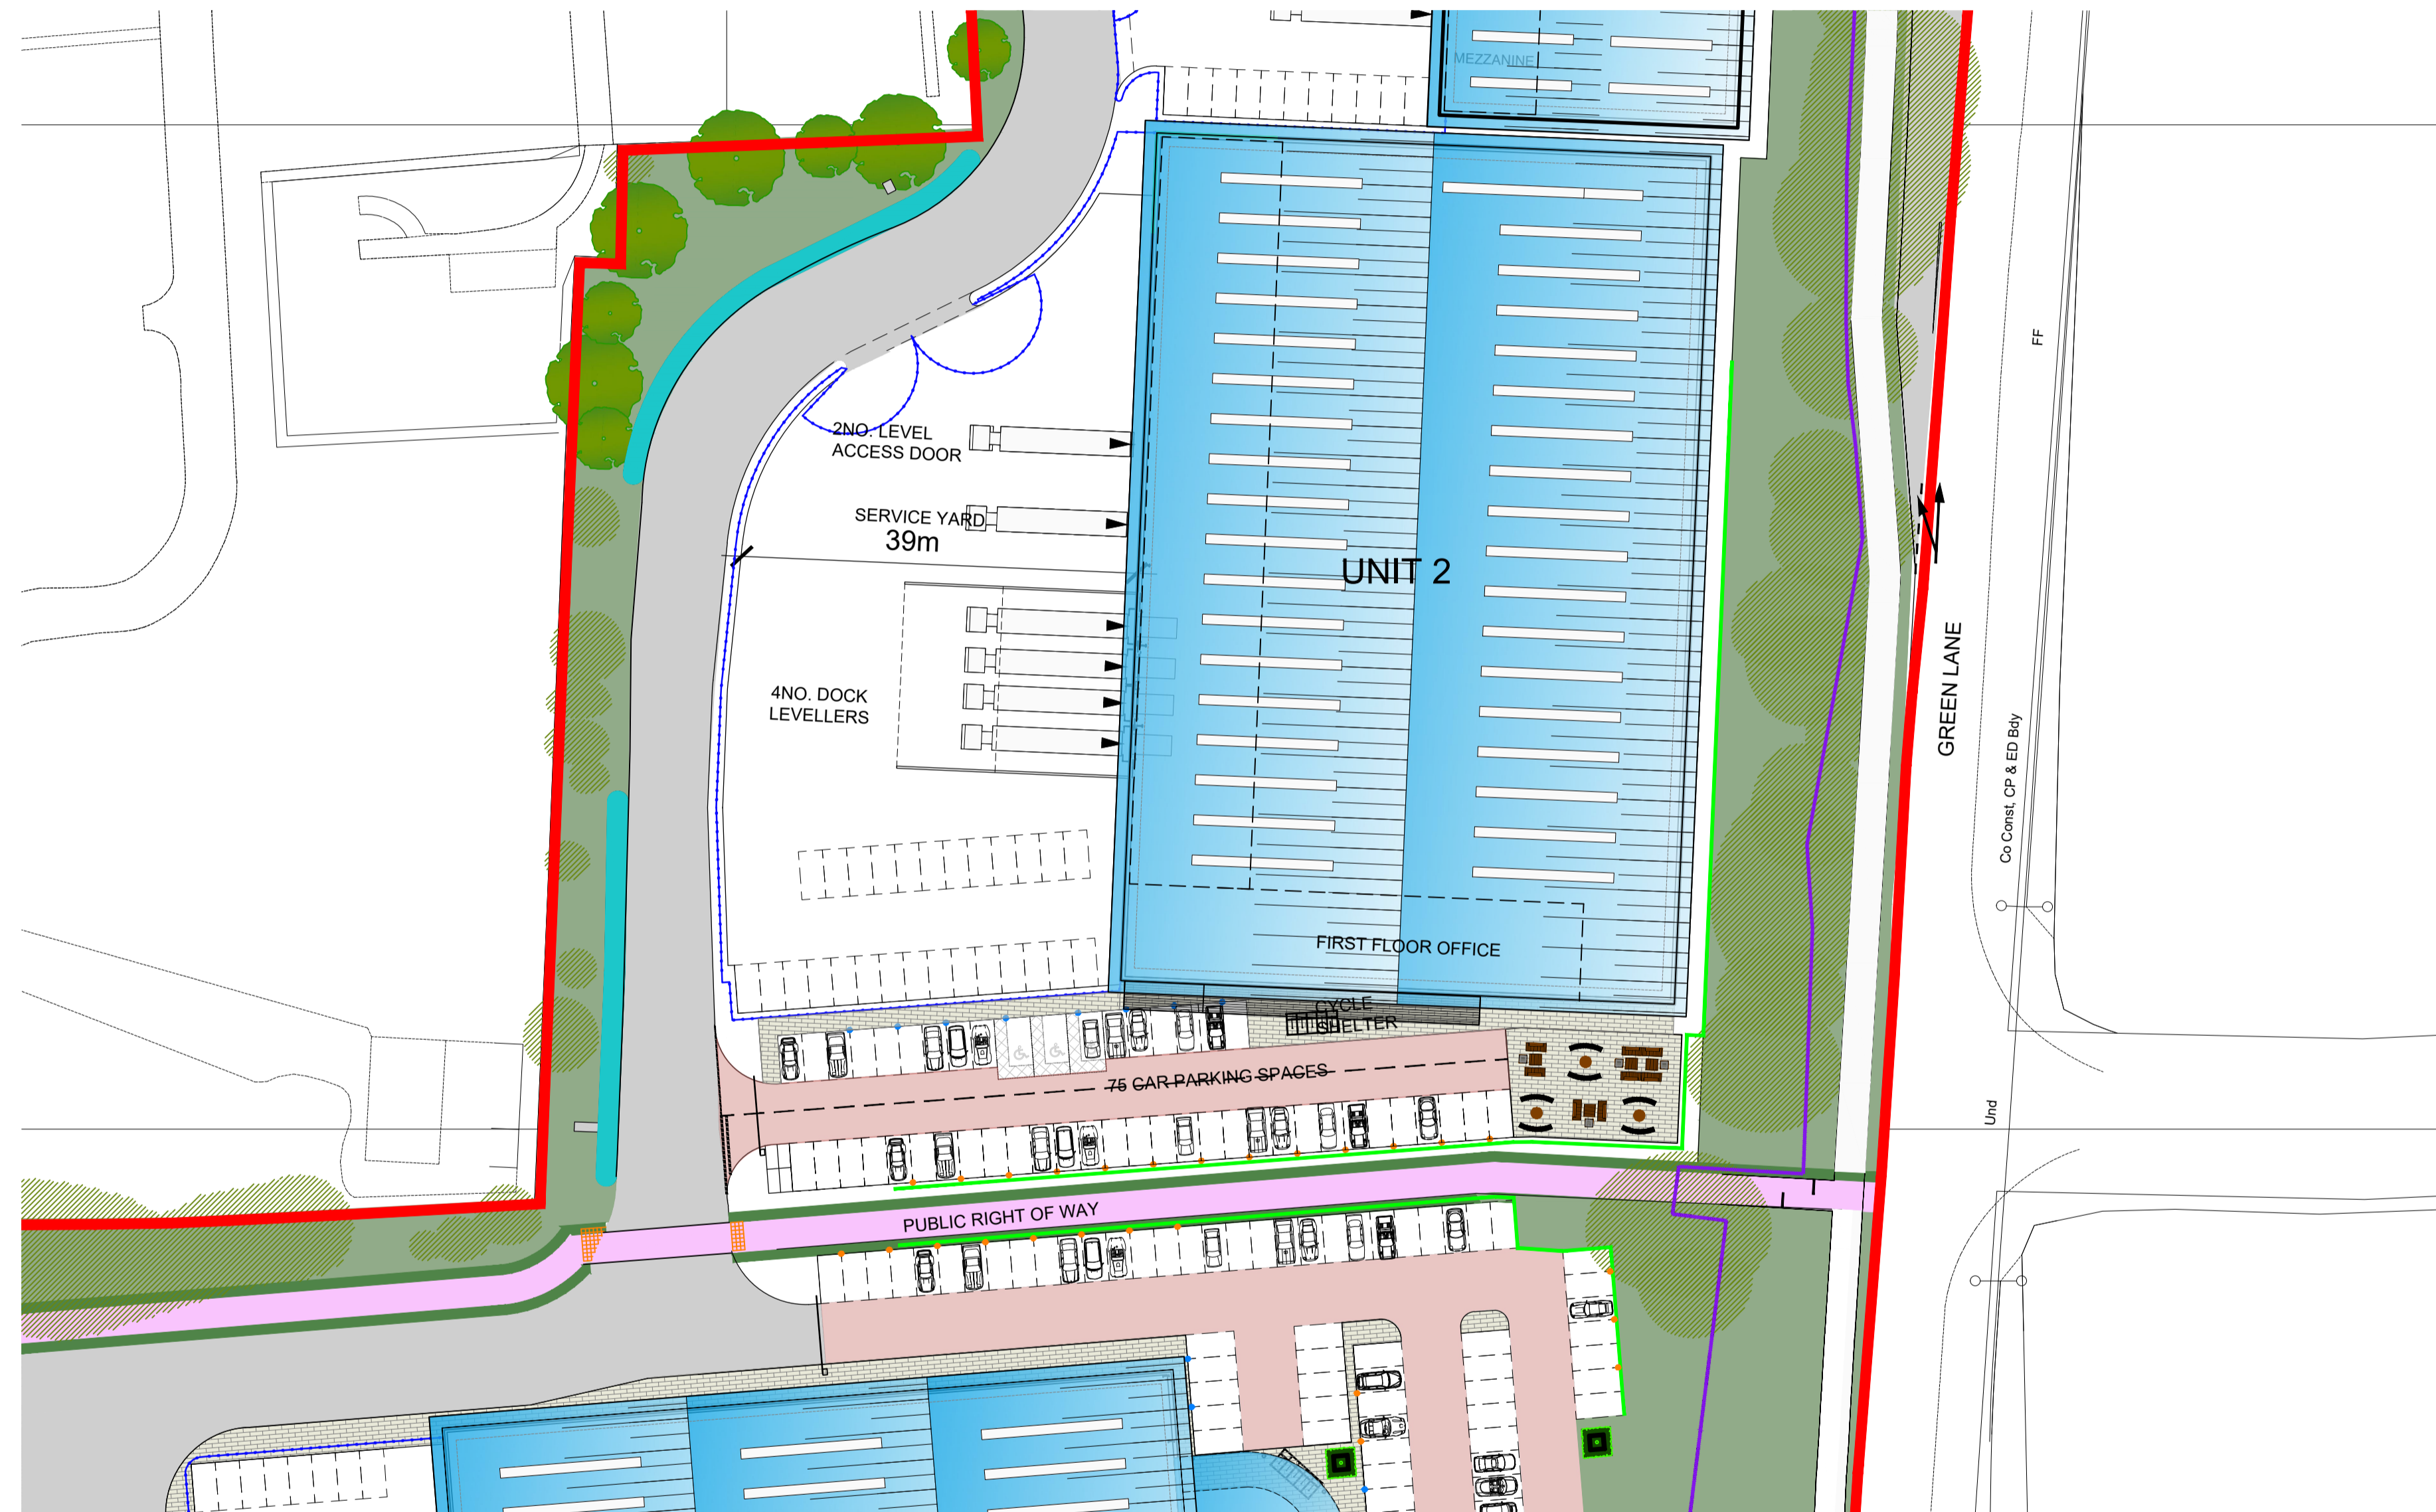 MEZZANINE
FF
2NO. LEVEL
ACCESS DOOR
SERVICE YARD
39m
UNIT 2
4NO. DOCK
LEVELLERS
GREEN LANE
Co Const, CP & ED Bdy
FIRST FLOOR OFFICE
CYCLE
SHELTER
75 CAR PARKING SPACES
Und
PUBLIC RIGHT OF WAY